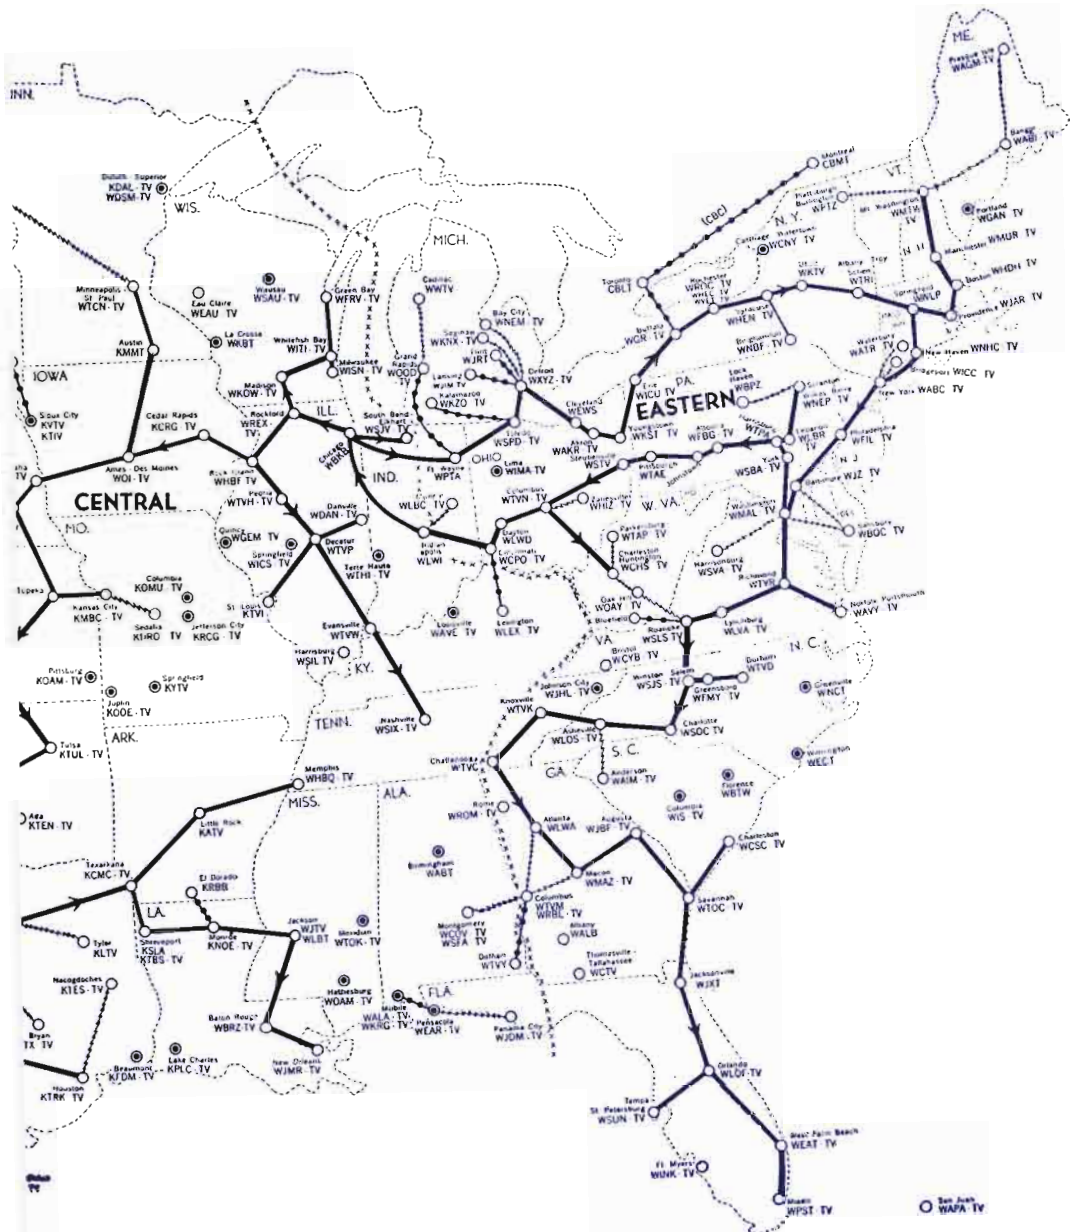 ME.
Presque Isle
WAGM-TV
INN.
Bangor
WABI-TV
Montreal
CBMT
VT.
Duluth Superior
KDAL-TV
WDSM-TV
WIS.
Plattsburgh
Burlington
WPTZ
Mt. Washington
WMTW
TV
Portland
WGAN TV
(CBC)
N. Y.
MICH.
Carthage Watertown
WCNY TV
N H
Manchester WMUR TV
Minneapolis
St Paul
WTCN-TV
Eau Claire
WEAU-TV
Wausau
WSAU-TV
Green Bay
WFRV-TV
Cadillac
WWTV
Toronto
CBLT
Rochester
WROC TV
WHEC TV
WVET
WKTV
Albany Troy
WTRI
Springfield
WNLP
Boston WHDH TV
Providence WJAR TV
Austin
KMMT
La Crosse
WKBT
Whitefish Bay
WITI-TV
Bay City
WNEM TV
Saginaw
WKNX-TV
Flint
WJRT
Buffalo
WGR TV
Syracuse
WHEN TV
Binghamton
WNBF TV
Waterbury
WATR TV
New Haven WNHC TV
IOWA
Milwaukee
WISN-TV
Madison
WKOW-TV
Grand
Rapids
WOOD
TV
Lansing
WJIM TV
Detroit
WXYZ-TV
Erie
WICU TV
PA.
Lock
Haven
WBPZ
Scranton
WNEP TV
Bridgeport WICC TV
New York WABC TV
Sioux City
KVTV
KTIV
Cedar Rapids
KCRG-TV
Rockford
WREX
TV
ILL.
South Bend
Elkhart
WSJV-TV
Kalamazoo
WKZO TV
Cleveland
WEWS
EASTERN
Ames-Des Moines
WOI-TV
Rock Island
WHBF TV
Chicago
WBKB
Ft Wayne
WPTA
Toledo
WSPD-TV
OHIO
Akron
WAKR TV
Youngstown
WKST TV
Altoona
WFBG-TV
WTPA
Lebanon
WLBR
TV
Philadelphia
WFIL TV
CENTRAL
IND.
Lima
WIMA-TV
Steubenville
WSTV
Pittsburgh
WTAE
Johnstown
York
WSBA-TV
N J
Baltimore WJZ TV
Peoria
WTVH-TV
Muncie
WLBC TV
Columbus
WTVN-TV
Zanesville
WHIZ TV
W. VA.
Washington
WMAL TV
DEL.
Salisbury
WBOC TV
MO.
Danville
WDAN-TV
Quincy
WGEM TV
Springfield
WICS TV
Decatur
WTVP
Terre Haute
WTHI TV
Indian
apolis
WLWI
Dayton
WLWD
Cincinnati
WCPO TV
Parkersburg
WTAP TV
Harrisonburg
WSVA TV
Topeka
Kansas City
KMBC-TV
Columbia
KOMU-TV
Charleston
Huntington
WCHS TV
Richmond
WTVR
Sedalia
KDRO TV
Jefferson City
KRCG-TV
St Louis
KTVI
Evansville
WTVW
Louisville
WAVE TV
Lexington
WLEX TV
Oak Hill
WOAY TV
Bluefield
Roanoke
WSLS TV
Lynchburg
WLVA TV
Norfolk Portsmouth
WAVY TV
Harrisburg
WSIL TV
KY.
VA.
Bristol
WCYB TV
N. C.
Pittsburg
KOAM-TV
Joplin
KODE-TV
Springfield
KYTV
Johnson City
WJHL TV
Winston Salem
WSJS TV
Greensboro
WFMY TV
Durham
WTVD
Greenville
WNCT
ARK.
TENN.
Nashville
WSIX-TV
Knoxville
WTVK
Asheville
WLOS TV
Charlotte
WSOC TV
Tulsa
KTUL-TV
Chattanooga
WTVC
S. C.
GA.
Wilmington
WECT
Memphis
WHBQ TV
MISS.
ALA.
Anderson
WAIM-TV
Florence
WBTW
Columbia
WIS-TV
Ada
KTEN-TV
Little Rock
KATV
Rome
WROM-TV
Atlanta
WLWA
Augusta
WJBF-TV
Charleston
WCSC TV
Texarkana
KCMC-TV
El Dorado
KRBB
Birmingham
WABT
Macon
WMAZ-TV
LA.
Columbus
WTVM
WRBL-TV
Savannah
WTOC-TV
Shreveport
KSLA
KTBS-TV
Monroe
KNOE-TV
Jackson
WJTV
WLBT
Meridian
WTOK-TV
Montgomery
WCOV TV
WSFA TV
Albany
WALB
Tyler
KLTV
Dothan
WTVY
Thomasville-
Tallahassee
WCTV
Nacogdoches
KTES-TV
Hattiesburg
WDAM-TV
FLA.
Jacksonville
WJXT
Baton Rouge
WBRZ-TV
Mobile
WALA-TV
WKRG-TV
Pensacola
WEAR-TV
Panama City
WJDM-TV
Bryan
TX TV
New Orleans
WJMR-TV
Beaumont
KFDM-TV
Lake Charles
KPLC-TV
Houston
KTRK TV
Orlando
WLOF-TV
Tampa
St. Petersburg
WSUN-TV
West Palm Beach
WEAT-TV
Ft Myers
WINK-TV
Miami
WPST-TV
San Juan
WAPA-TV